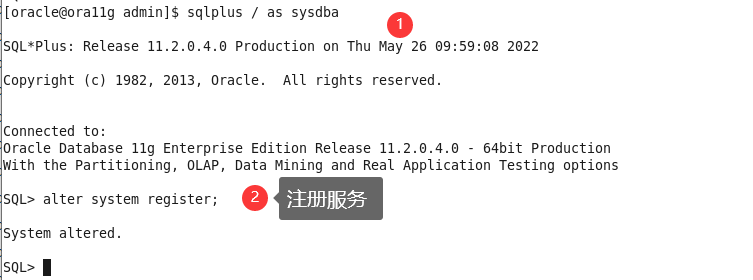 [oracle@ora11g admin]$ sqlplus / as sysdba
1
SQL*Plus: Release 11.2.0.4.0 Production on Thu May 26 09:59:08 2022
Copyright (c) 1982, 2013, Oracle.  All rights reserved.
Connected to:
Oracle Database 11g Enterprise Edition Release 11.2.0.4.0 - 64bit Production
With the Partitioning, OLAP, Data Mining and Real Application Testing options
SQL> alter system register;
2 注册服务
System altered.
SQL>